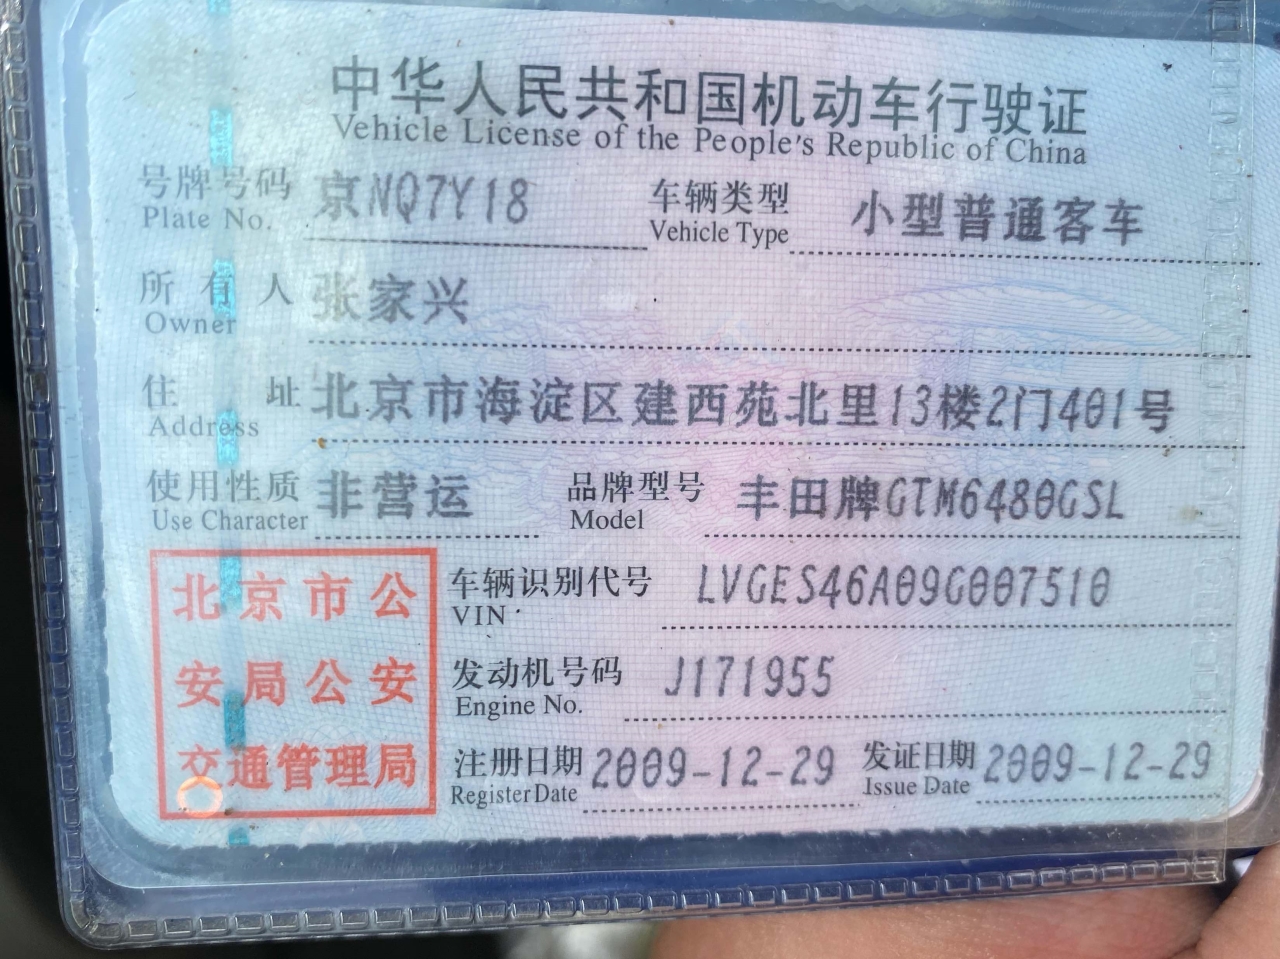 中华人民共和国机动车行驶证
Vehicle License of the People's Republic of China
号牌号码 京NQ7Y18 车辆类型 小型普通客车
Plate No. Vehicle Type
所有人 张家兴
Owner
住址 北京市海淀区建西苑北里13楼2门401号
Address
使用性质 非营运 品牌型号 丰田牌GTM6480GSL
Use Character Model
北京市公
安局公安
交通管理局
车辆识别代号 LVGES46A09G007510
VIN
发动机号码 J171955
Engine No.
注册日期 2009-12-29 发证日期 2009-12-29
Register Date Issue Date